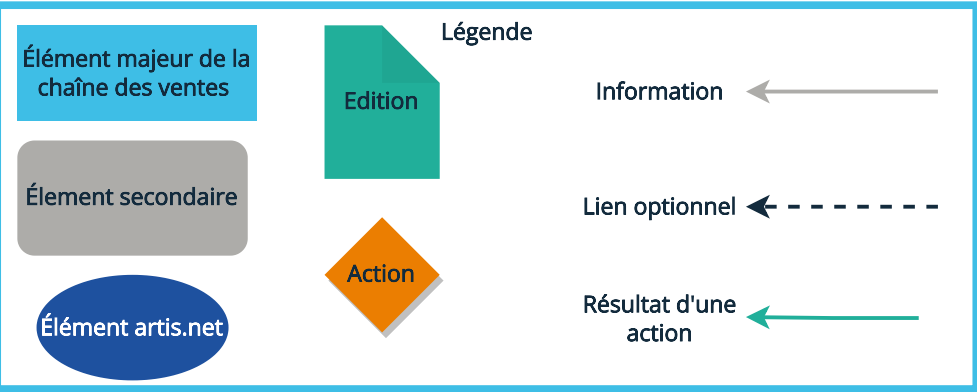 Légende
Élément majeur de la
chaîne des ventes
Edition
Information
Élement secondaire
Lien optionnel
Action
Résultat d'une
action
Élément artis.net